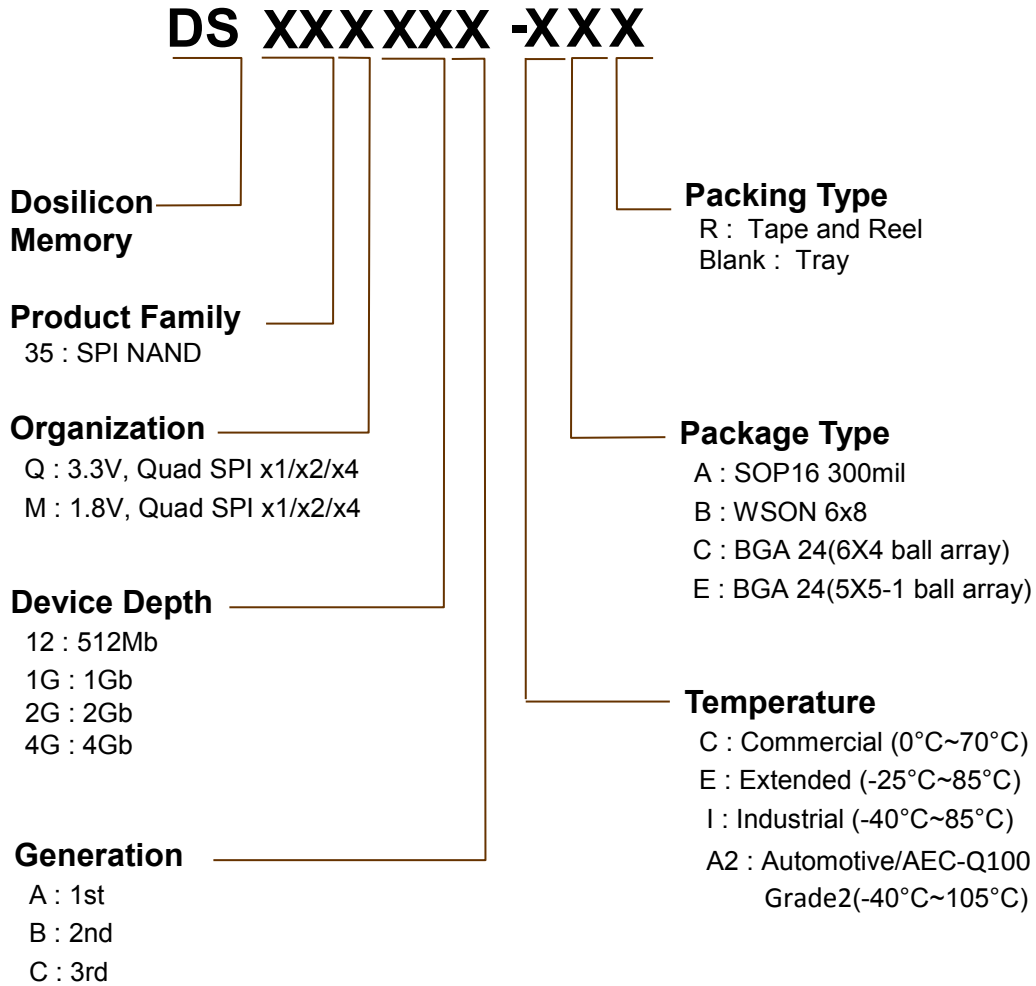 DS XXXXXX -XXX
Dosilicon
Memory
Product Family
35 : SPI NAND
Organization
Q : 3.3V, Quad SPI x1/x2/x4
M : 1.8V, Quad SPI x1/x2/x4
Device Depth
12 : 512Mb
1G : 1Gb
2G : 2Gb
4G : 4Gb
Generation
A : 1st
B : 2nd
C : 3rd
Packing Type
R : Tape and Reel
Blank : Tray
Package Type
A : SOP16 300mil
B : WSON 6x8
C : BGA 24(6X4 ball array)
E : BGA 24(5X5-1 ball array)
Temperature
C : Commercial (0°C~70°C)
E : Extended (-25°C~85°C)
I : Industrial (-40°C~85°C)
A2 : Automotive/AEC-Q100
Grade2(-40°C~105°C)